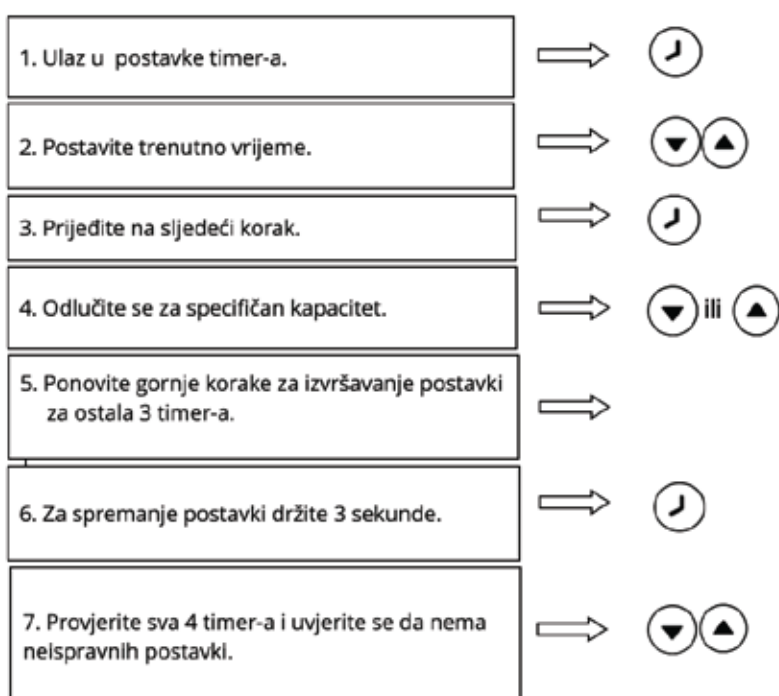 1. Ulaz u postavke timer-a.
2. Postavite trenutno vrijeme.
3. Prijeđite na sljedeći korak.
4. Odlučite se za specifičan kapacitet.
ili
5. Ponovite gornje korake za izvršavanje postavki
za ostala 3 timer-a.
6. Za spremanje postavki držite 3 sekunde.
7. Provjerite sva 4 timer-a i uvjerite se da nema
neispravnih postavki.